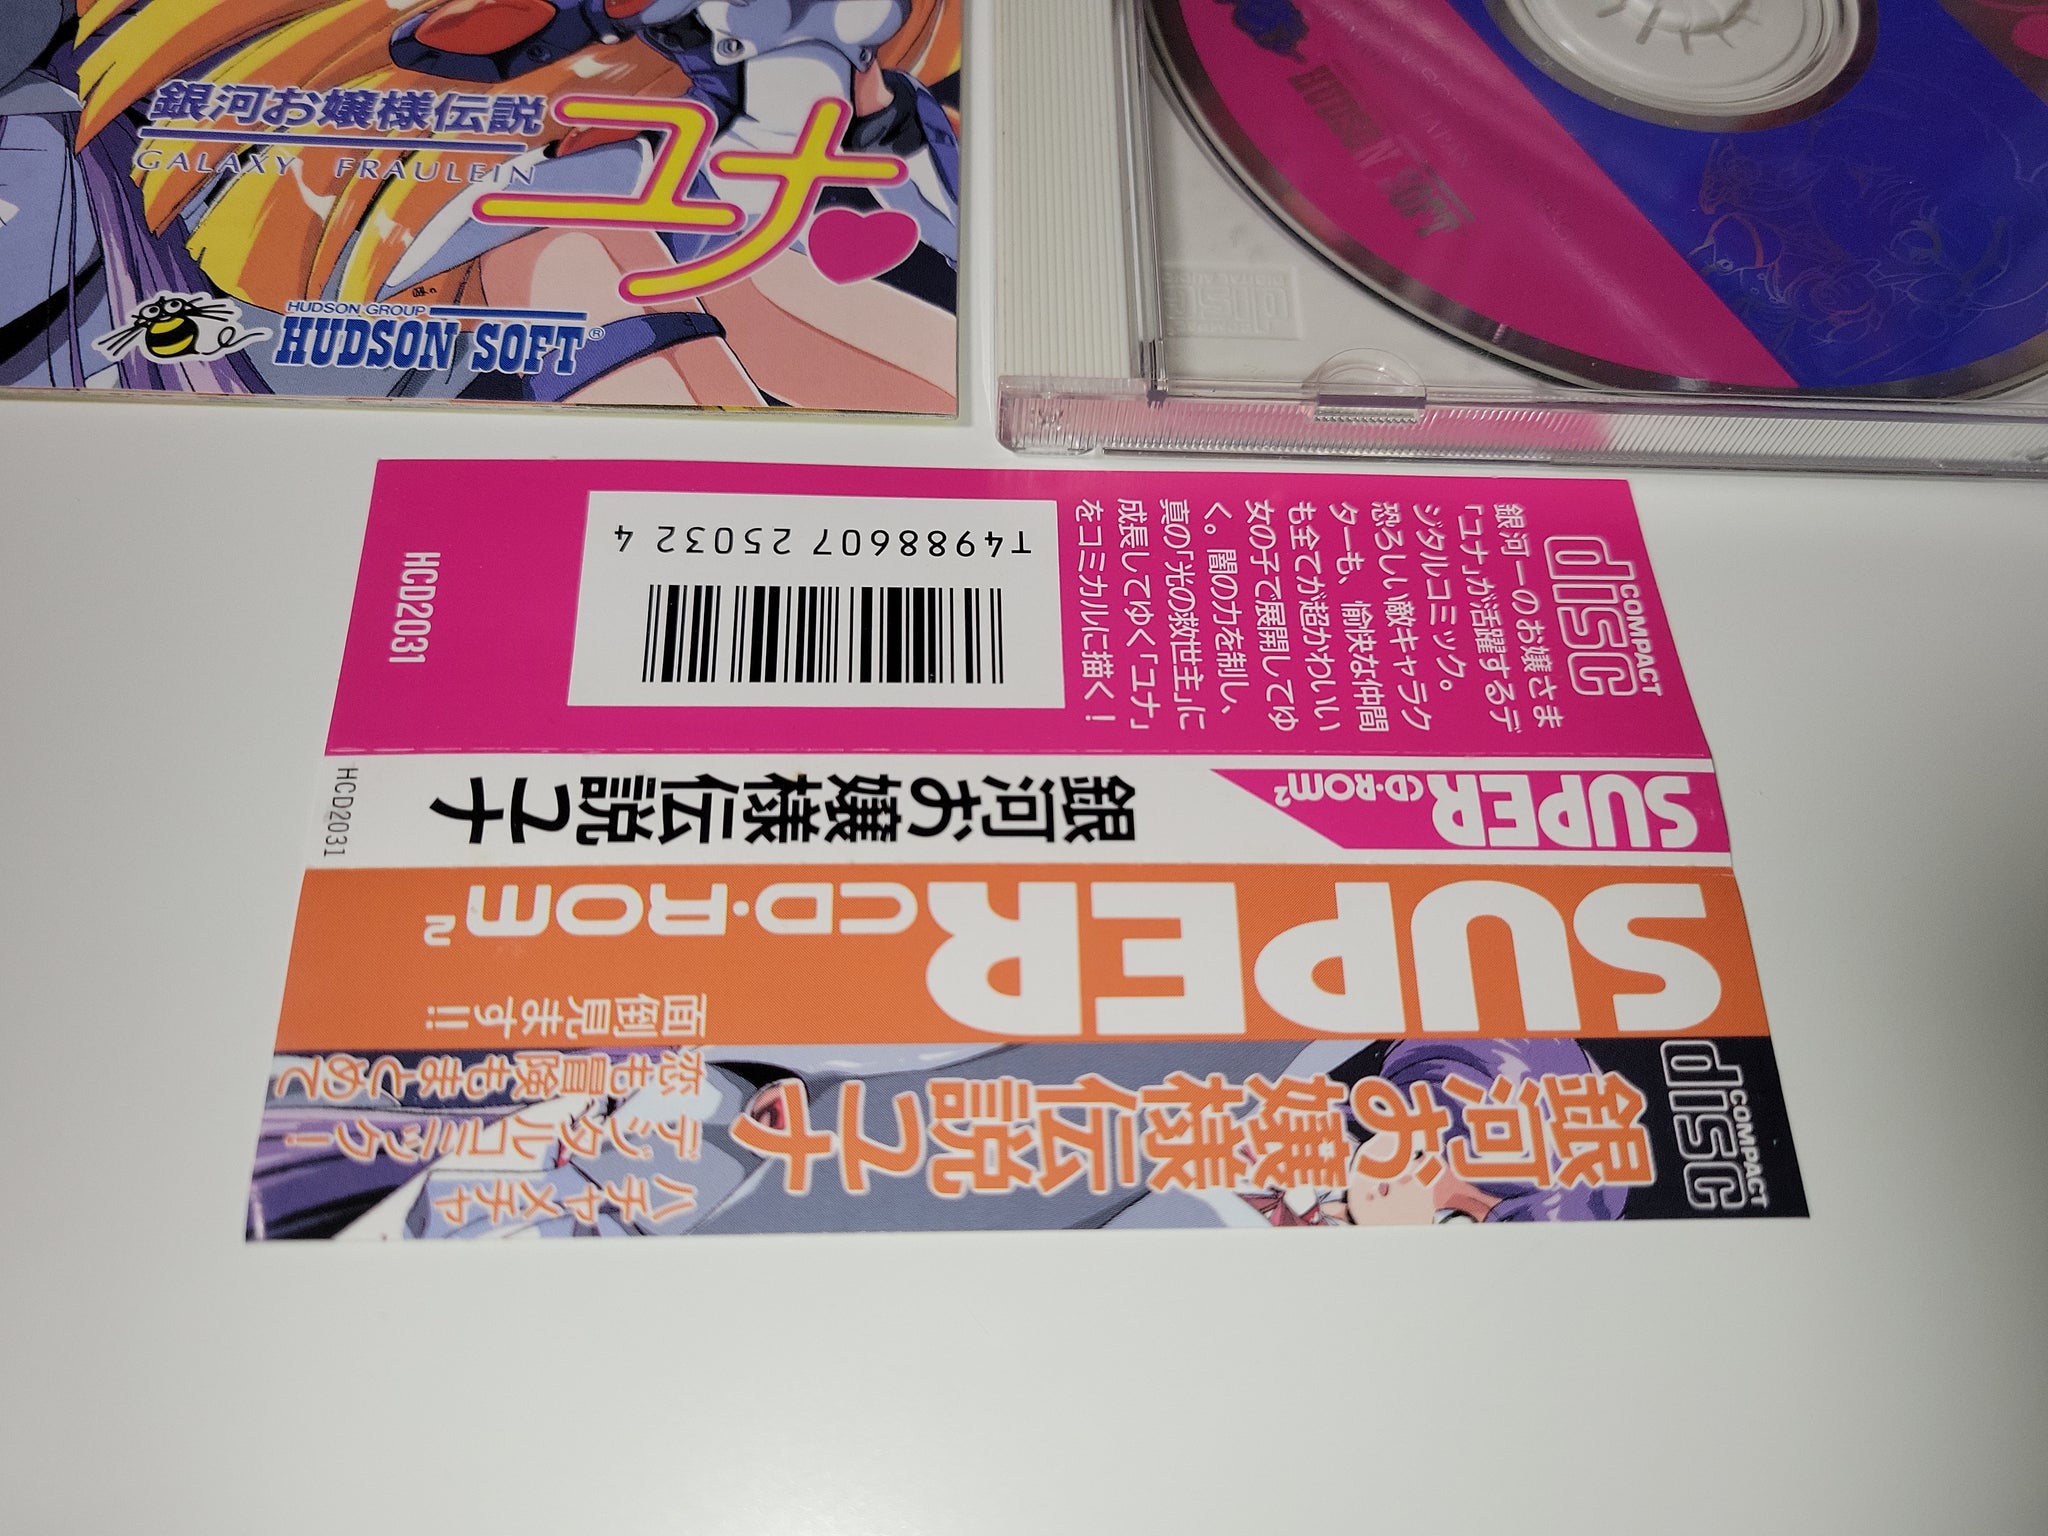 銀河お嬢様伝説
GALAXY FRAULEIN
ユナ
HUDSON GROUP
HUDSON SOFT®
HUDSON SOFT
COMPACT
disc
DIGITAL AUDIO
COMPACT
disc
銀河一のお嬢さま
「ユナ」が活躍するデ
ジタルコミック。
恐ろしい敵キャラク
ターも、愉快な仲間
も全てが超かわいい
女の子で展開してゆ
く。闇の力を制し、
真の「光の救世主」に
成長してゆく「ユナ」
をコミカルに描く!
T4988607 25032 4
HCD2031
SUPER
CD・ROM²
銀河お嬢様伝説ユナ
HCD2031
SUPER
CD・ROM²
面倒見ます!!
恋も冒険もまとめて
デジタルコミック!
ハチャメチャ
銀河お嬢様伝説ユナ
COMPACT
disc